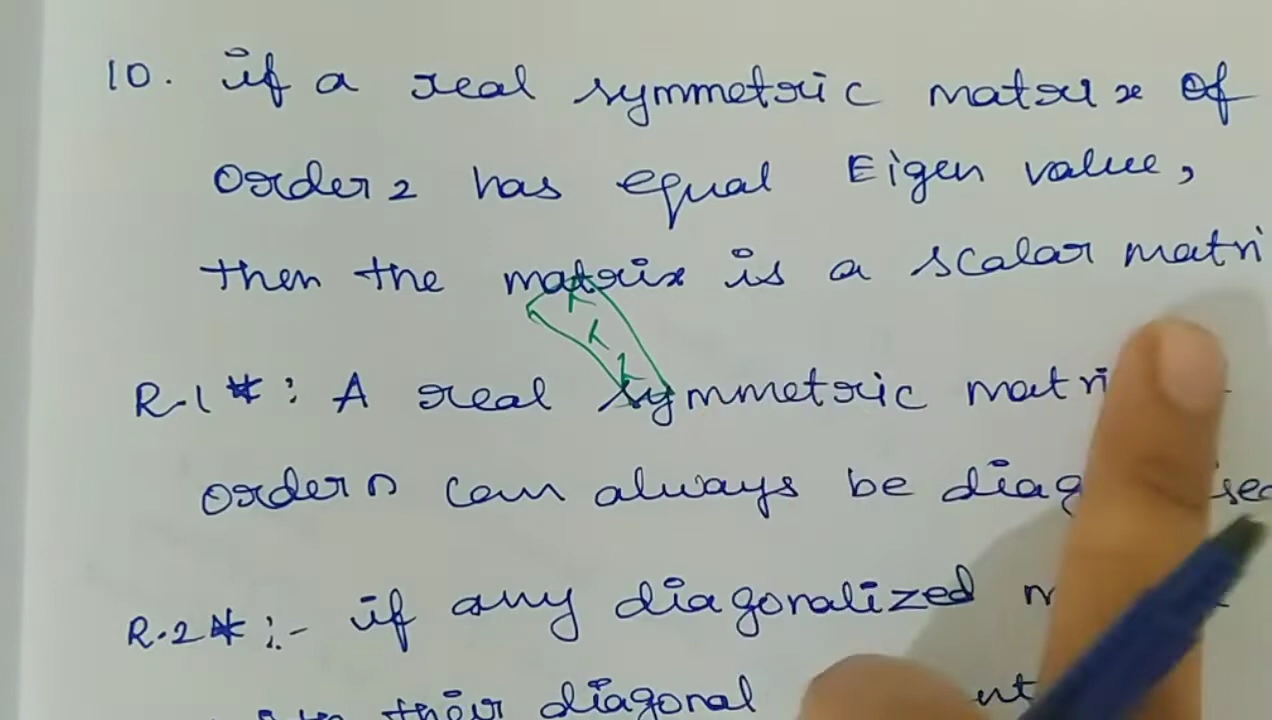 10. if a real symmetric matrix of
order 2 has equal Eigen value,
then the matrix is a scalar matri
k
k
k
R.1*: A real symmetric matri
order n can always be diag
R.2*:- if any diagonalized
their diagonal